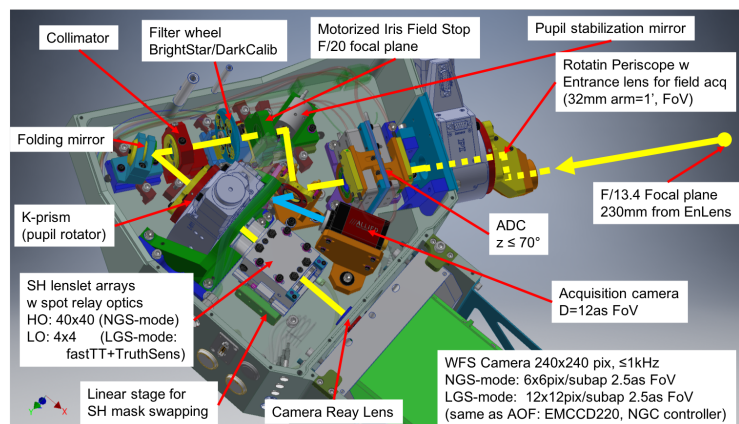 Collimator
Filter wheel
BrightStar/DarkCalib
Motorized Iris Field Stop
F/20 focal plane
Pupil stabilization mirror
Rotatin Periscope w
Entrance lens for field acq
(32mm arm=1', FoV)
Folding mirror
F/13.4 Focal plane
230mm from EnLens
K-prism
(pupil rotator)
ADC
z ≤ 70°
ALLIED
SH lenslet arrays
w spot relay optics
HO: 40x40 (NGS-mode)
LO: 4x4 (LGS-mode:
fastTT+TruthSens)
Acquisition camera
D=12as FoV
Linear stage for
SH mask swapping
Camera Reay Lens
WFS Camera 240x240 pix, ≤1kHz
NGS-mode: 6x6pix/subap 2.5as FoV
LGS-mode: 12x12pix/subap 2.5as FoV
(same as AOF: EMCCD220, NGC controller)
Y
X